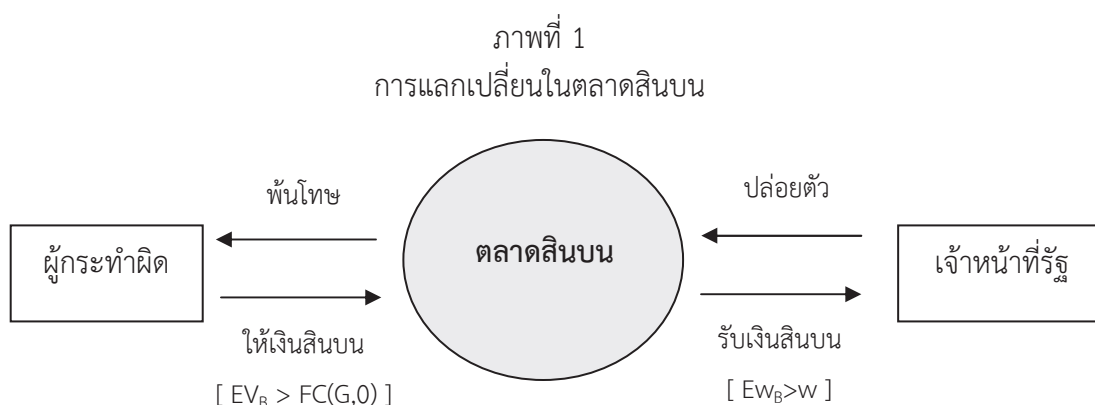 ภาพที่ 1
การแลกเปลี่ยนในตลาดสินบน
พ้นโทษ
ปล่อยตัว
ผู้กระทำผิด
ตลาดสินบน
เจ้าหน้าที่รัฐ
ให้เงินสินบน
รับเงินสินบน
[ EV_B > FC(G,0) ]
[ Ew_B>w ]